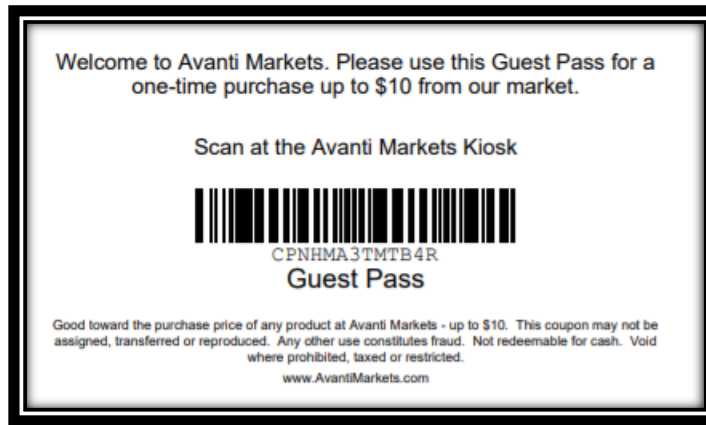 Welcome to Avanti Markets. Please use this Guest Pass for a
one-time purchase up to $10 from our market.
Scan at the Avanti Markets Kiosk
CPNHMA3TMTB4R
Guest Pass
Good toward the purchase price of any product at Avanti Markets - up to $10.  This coupon may not be
assigned, transferred or reproduced.  Any other use constitutes fraud.  Not redeemable for cash.  Void
where prohibited, taxed or restricted.
www.AvantiMarkets.com